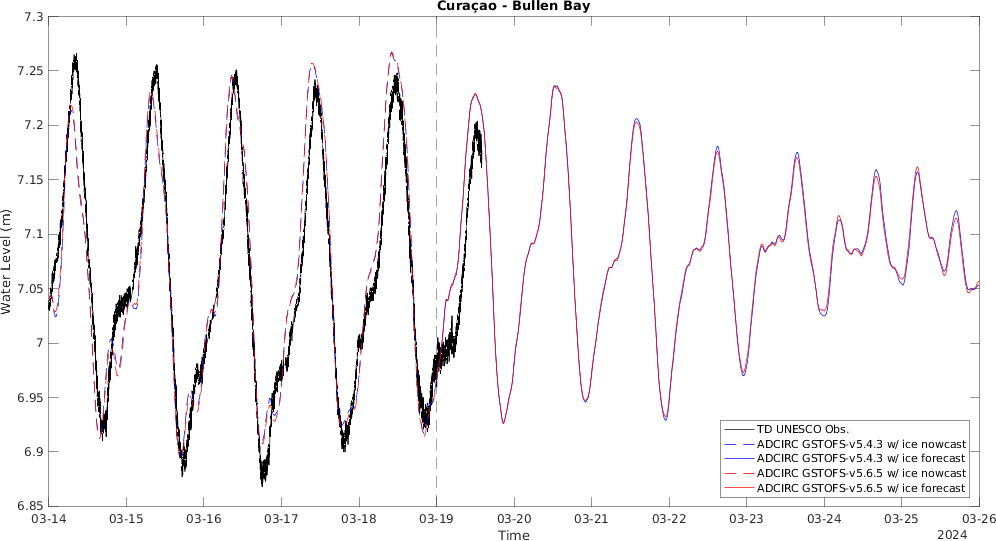 Curaçao - Bullen Bay
7.3
7.25
7.2
7.15
7.1
7.05
7
6.95
6.9
6.85
Water Level (m)
03-14 03-15 03-16 03-17 03-18 03-19 03-20 03-21 03-22 03-23 03-24 03-25 03-26
Time
2024
TD UNESCO Obs.
ADCIRC GSTOFS-v5.4.3 w/ ice nowcast
ADCIRC GSTOFS-v5.4.3 w/ ice forecast
ADCIRC GSTOFS-v5.6.5 w/ ice nowcast
ADCIRC GSTOFS-v5.6.5 w/ ice forecast